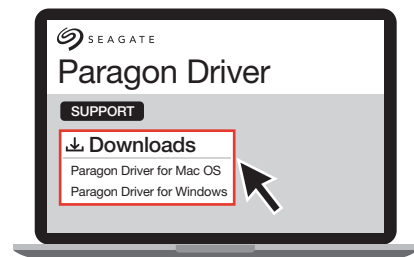 SEAGATE
Paragon Driver
SUPPORT
Downloads
Paragon Driver for Mac OS
Paragon Driver for Windows